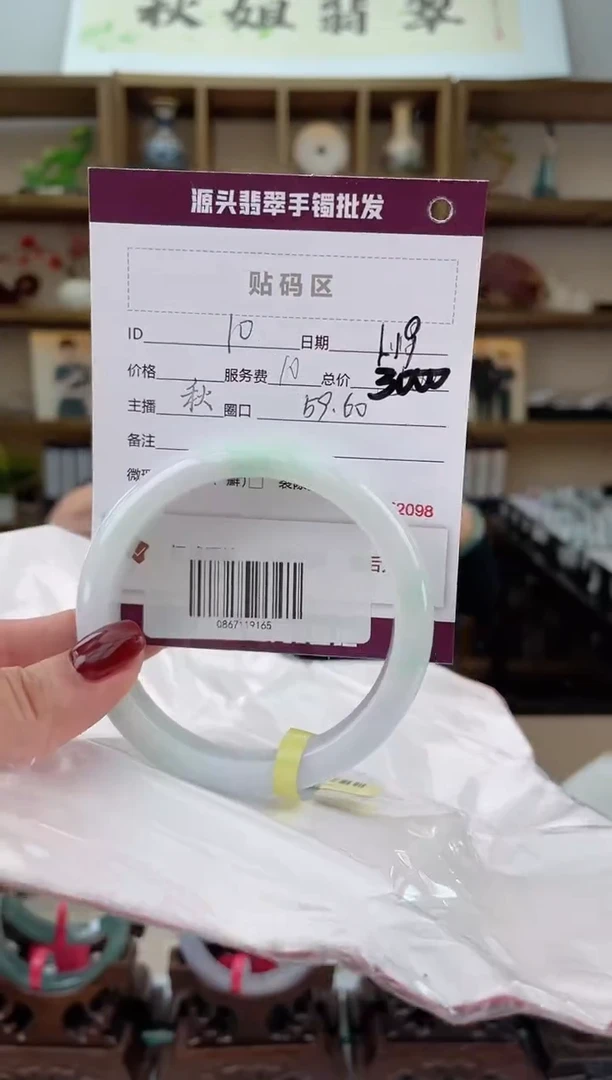 秋姐翡翠
源头翡翠手镯批发
贴码区
ID 10 日期 1.19
价格 服务费 10 总价 3000
主播 秋 圈口 59.60
备注
2098
0867119165